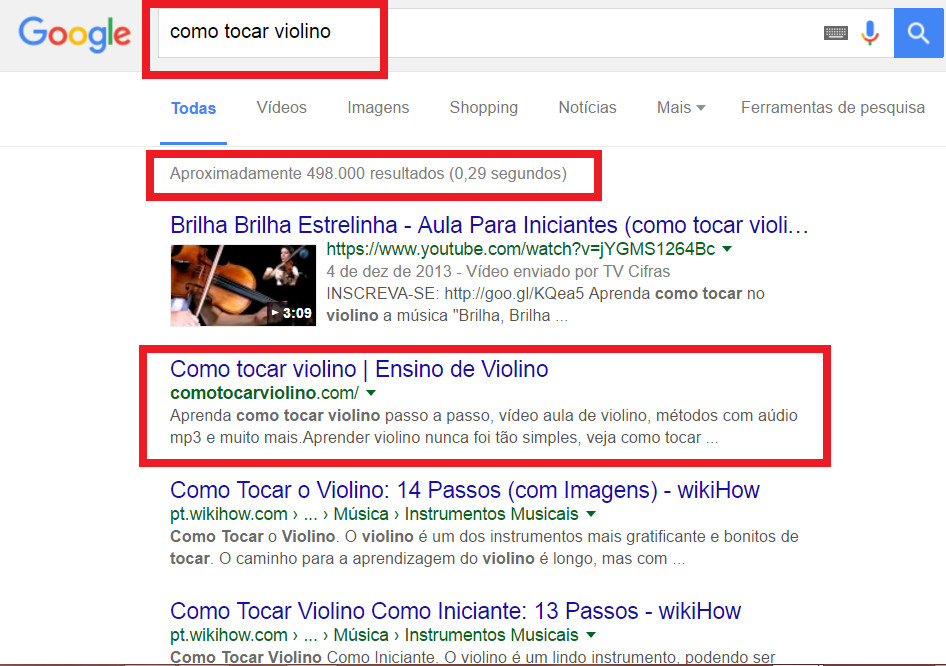 Google
como tocar violino
Todas Vídeos Imagens Shopping Notícias Mais Ferramentas de pesquisa
Aproximadamente 498.000 resultados (0,29 segundos)
Brilha Brilha Estrelinha - Aula Para Iniciantes (como tocar violi...
https://www.youtube.com/watch?v=jYGMS1264Bc
4 de dez de 2013 - Vídeo enviado por TV Cifras
INSCREVA-SE: http://goo.gl/KQea5 Aprenda como tocar no
3:09
violino a música "Brilha, Brilha ...
Como tocar violino | Ensino de Violino
comotocarviolino.com/
Aprenda como tocar violino passo a passo, vídeo aula de violino, métodos com aúdio
mp3 e muito mais.Aprender violino nunca foi tão simples, veja como tocar ...
Como Tocar o Violino: 14 Passos (com Imagens) - wikiHow
pt.wikihow.com › ... › Música › Instrumentos Musicais
Como Tocar o Violino. O violino é um dos instrumentos mais gratificante e bonitos de
tocar. O caminho para a aprendizagem do violino é longo, mas com ...
Como Tocar Violino Como Iniciante: 13 Passos - wikiHow
pt.wikihow.com › ... › Música › Instrumentos Musicais
Como Tocar Violino Como Iniciante. O violino é um lindo instrumento, podendo ser